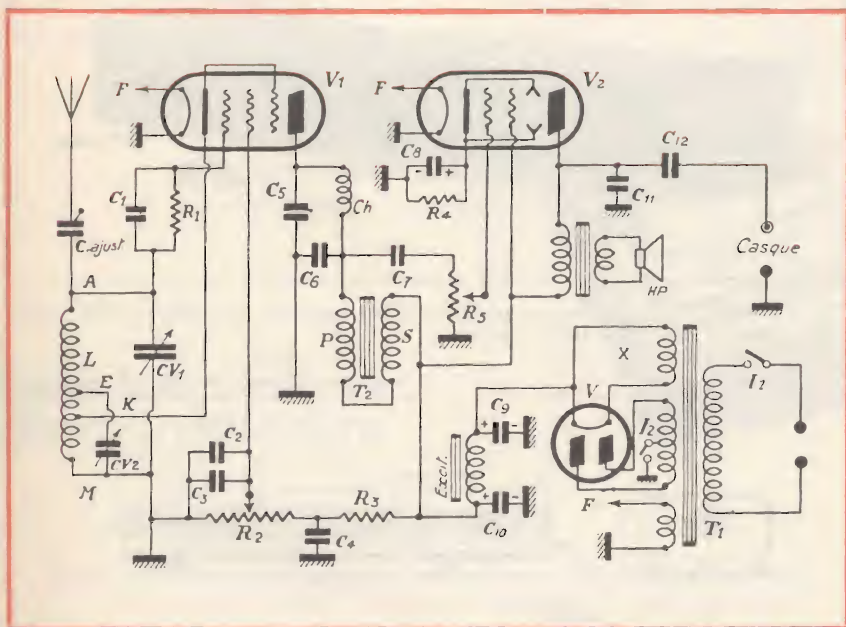 F
V1
F
V2
C1
R1
C5
Ch
C8
- +
R4
C12
C11
C.ajust
A
C6
C7
Casque
L
E
K
CV1
P
S
T2
R5
HP
CV2
M
C2
C3
R2
C4
R3
Excit.
+ C9 -
+ -
C10
V
X
I2
F
I1
T1